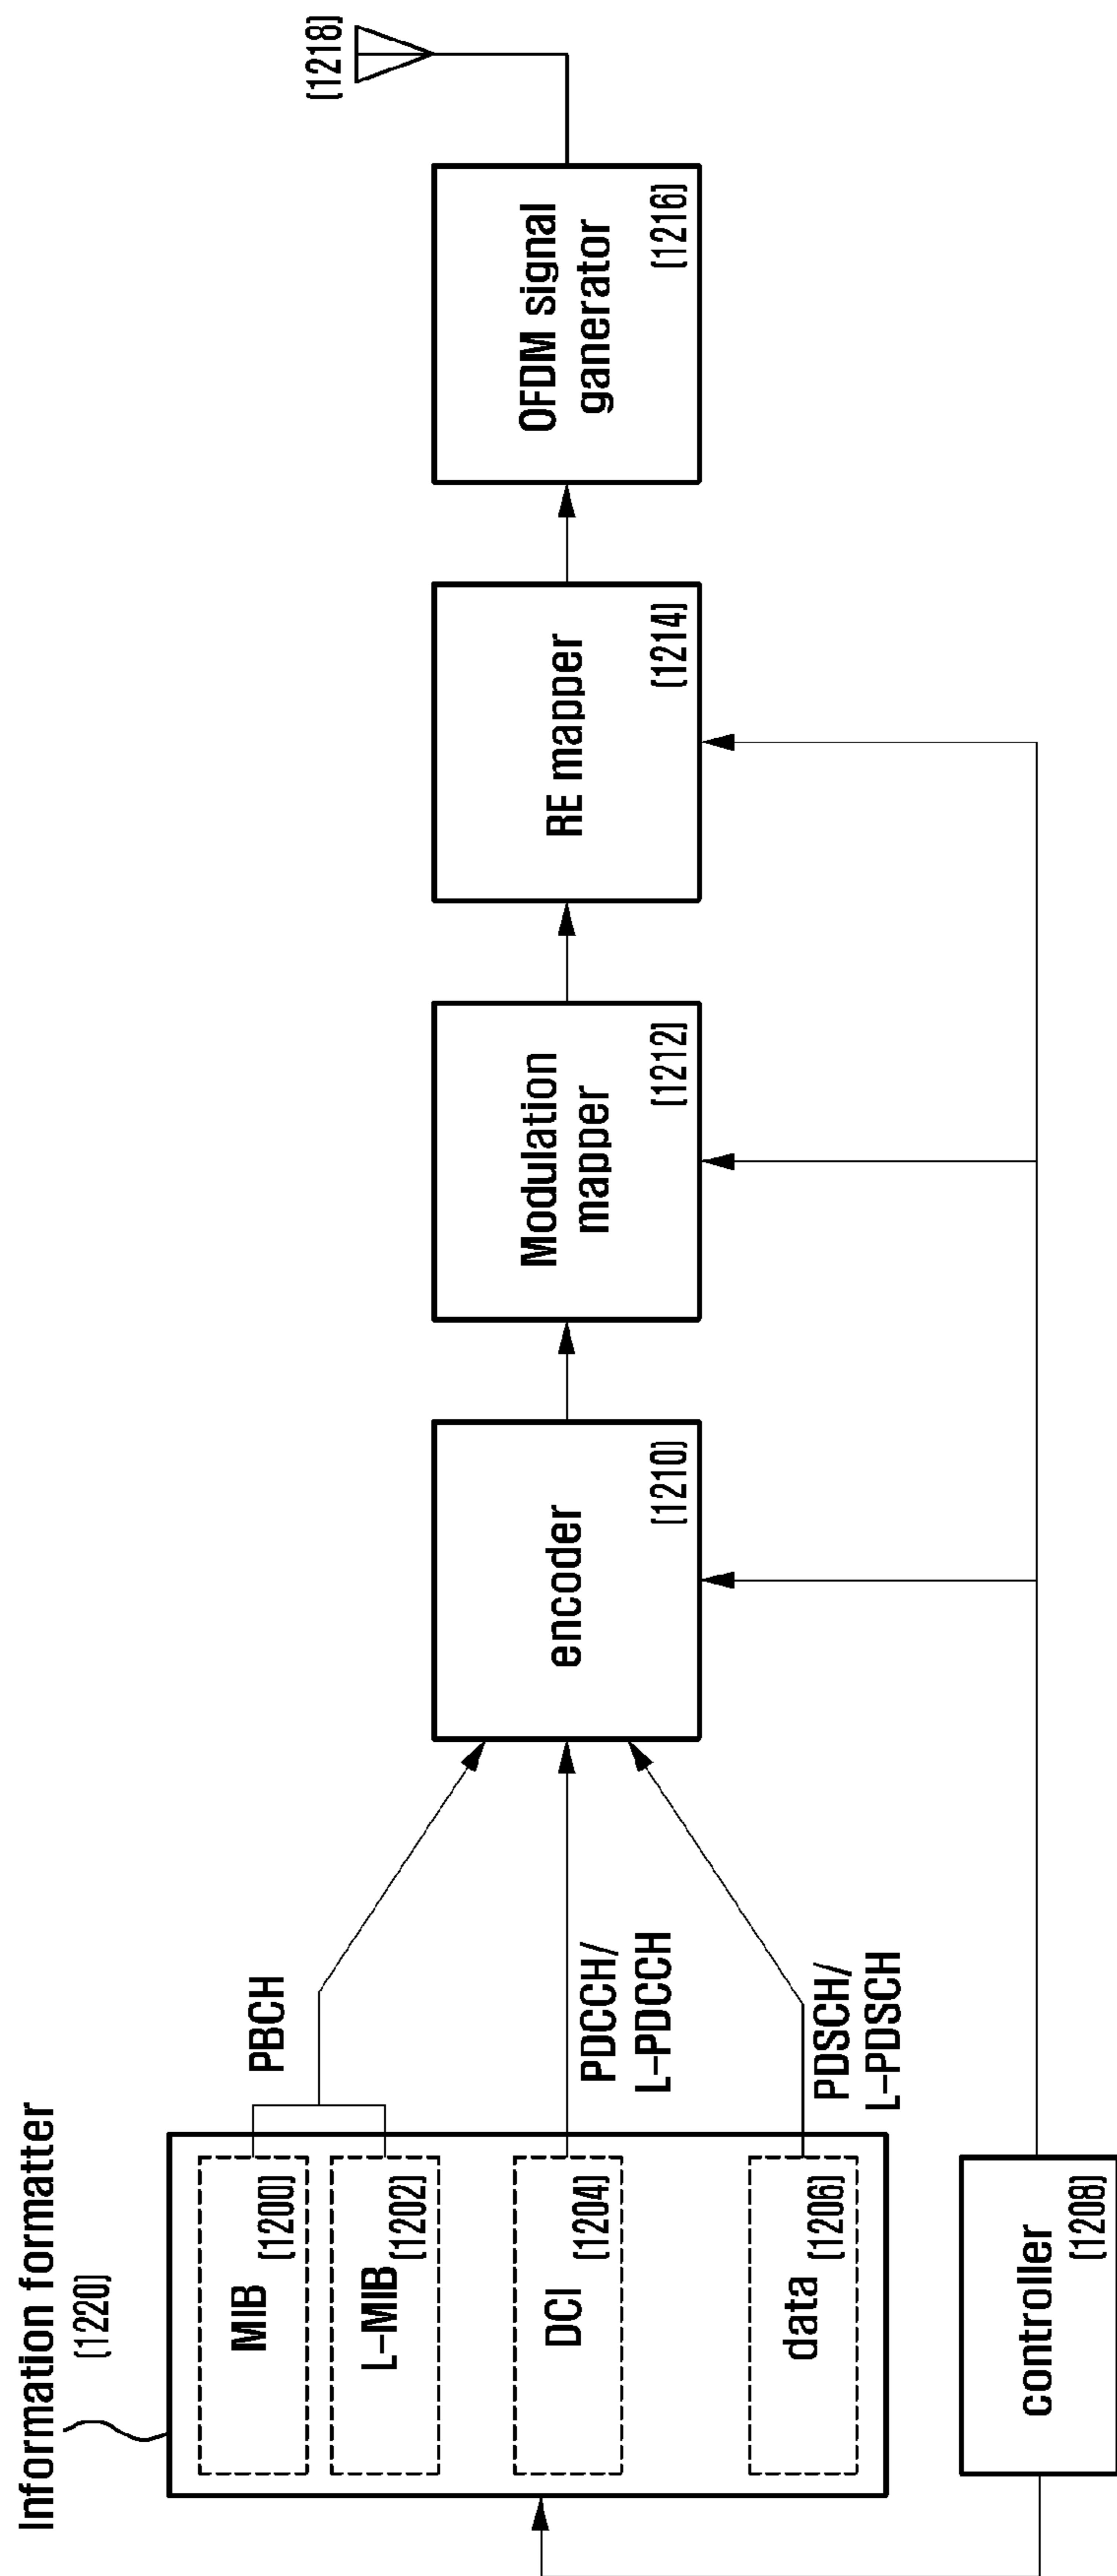 Information formatter
(1220)
MIB
(1200)
L-MIB
(1202)
DCI
(1204)
data
(1206)
controller
(1208)
PBCH
PDCCH/
L-PDCCH
PDSCH/
L-PDSCH
encoder
(1210)
Modulation
mapper
(1212)
RE mapper
(1214)
OFDM signal
ganerator
(1216)
(1218)